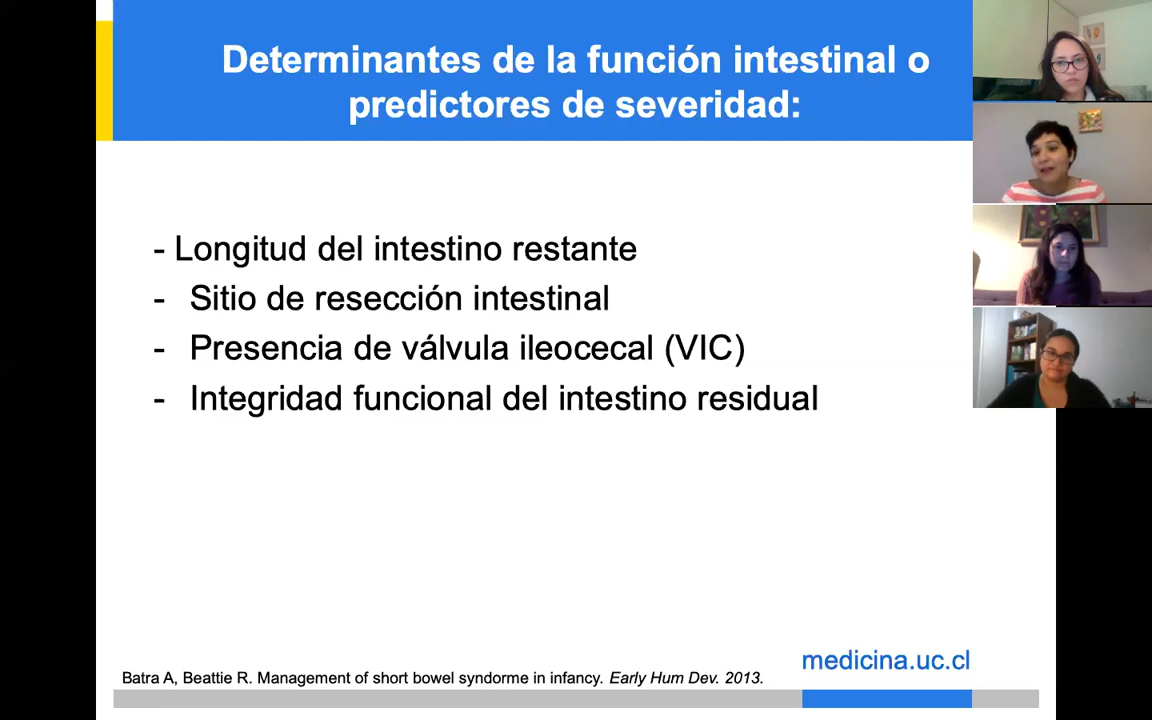 Determinantes de la función intestinal o
predictores de severidad:
- Longitud del intestino restante
- Sitio de resección intestinal
- Presencia de válvula ileocecal (VIC)
- Integridad funcional del intestino residual
medicina.uc.cl
Batra A, Beattie R. Management of short bowel syndorme in infancy. Early Hum Dev. 2013.